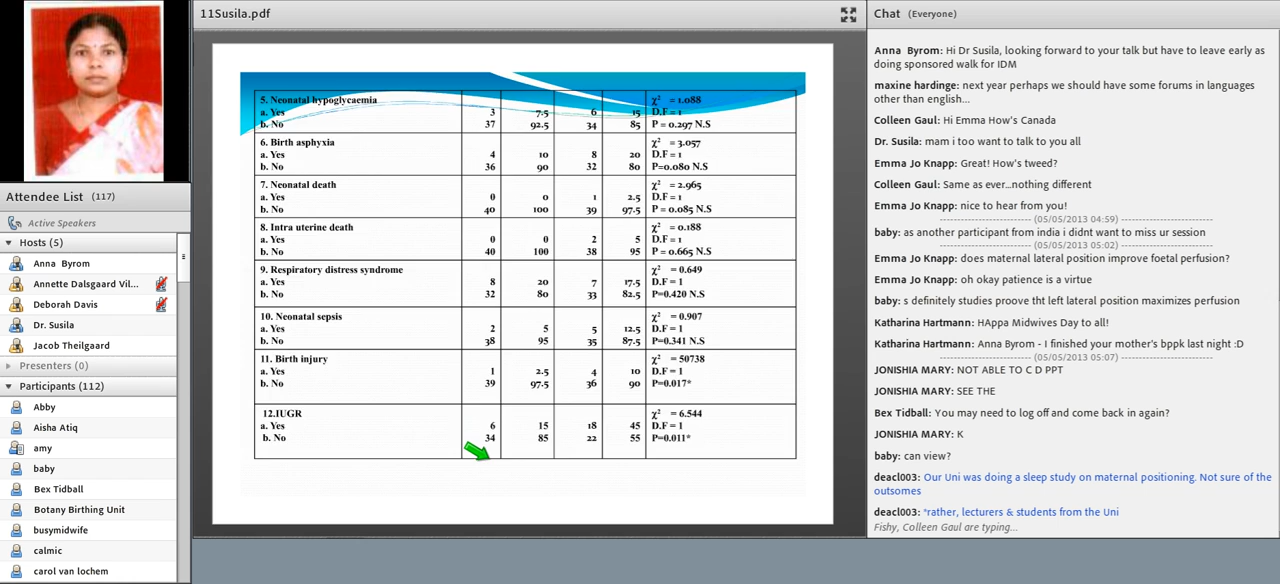 11Susila.pdf
5. Neonatal hypoglycaemia χ² = 1.088
a. Yes 3 7.5 6 15 D.F = 1
b. No 37 92.5 34 85 P = 0.297 N.S
6. Birth asphyxia χ² = 3.057
a. Yes 4 10 8 20 D.F = 1
b. No 36 90 32 80 P=0.080 N.S
7. Neonatal death χ² = 2.965
a. Yes 0 0 1 2.5 D.F = 1
b. No 40 100 39 97.5 P = 0.085 N.S
8. Intra uterine death χ² = 0.188
a. Yes 0 0 2 5 D.F = 1
b. No 40 100 38 95 P = 0.665 N.S
9. Respiratory distress syndrome χ² = 0.649
a. Yes 8 20 7 17.5 D.F = 1
b. No 32 80 33 82.5 P=0.420 N.S
10. Neonatal sepsis χ² = 0.907
a. Yes 2 5 5 12.5 D.F = 1
b. No 38 95 35 87.5 P=0.341 N.S
11. Birth injury χ² = 50738
a. Yes 1 2.5 4 10 D.F = 1
b. No 39 97.5 36 90 P=0.017*
12.IUGR χ² = 6.544
a. Yes 6 15 18 45 D.F = 1
b. No 34 85 22 55 P=0.011*
Attendee List (117)
Active Speakers
Hosts (5)
Anna Byrom
Annette Dalsgaard Vil...
Deborah Davis
Dr. Susila
Jacob Theilgaard
Presenters (0)
Participants (112)
Abby
Aisha Atiq
amy
baby
Bex Tidball
Botany Birthing Unit
busymidwife
calmic
carol van lochem
Chat (Everyone)
Anna Byrom: Hi Dr Susila, looking forward to your talk but have to leave early as
doing sponsored walk for IDM
maxine hardinge: next year perhaps we should have some forums in languages
other than english...
Colleen Gaul: Hi Emma How's Canada
Dr. Susila: mam i too want to talk to you all
Emma Jo Knapp: Great! How's tweed?
Colleen Gaul: Same as ever...nothing different
Emma Jo Knapp: nice to hear from you!
(05/05/2013 04:59)
baby: as another participant from india i didnt want to miss ur session
(05/05/2013 05:02)
Emma Jo Knapp: does maternal lateral position improve foetal perfusion?
Emma Jo Knapp: oh okay patience is a virtue
baby: s definitely studies proove tht left lateral position maximizes perfusion
Katharina Hartmann: HAppa Midwives Day to all!
Katharina Hartmann: Anna Byrom - I finished your mother's bppk last night :D
(05/05/2013 05:07)
JONISHIA MARY: NOT ABLE TO C D PPT
JONISHIA MARY: SEE THE
Bex Tidball: You may need to log off and come back in again?
JONISHIA MARY: K
baby: can view?
deacl003: Our Uni was doing a sleep study on maternal positioning. Not sure of the
outcomes
deacl003: *rather, lecturers & students from the Uni
Fishy, Colleen Gaul are typing...